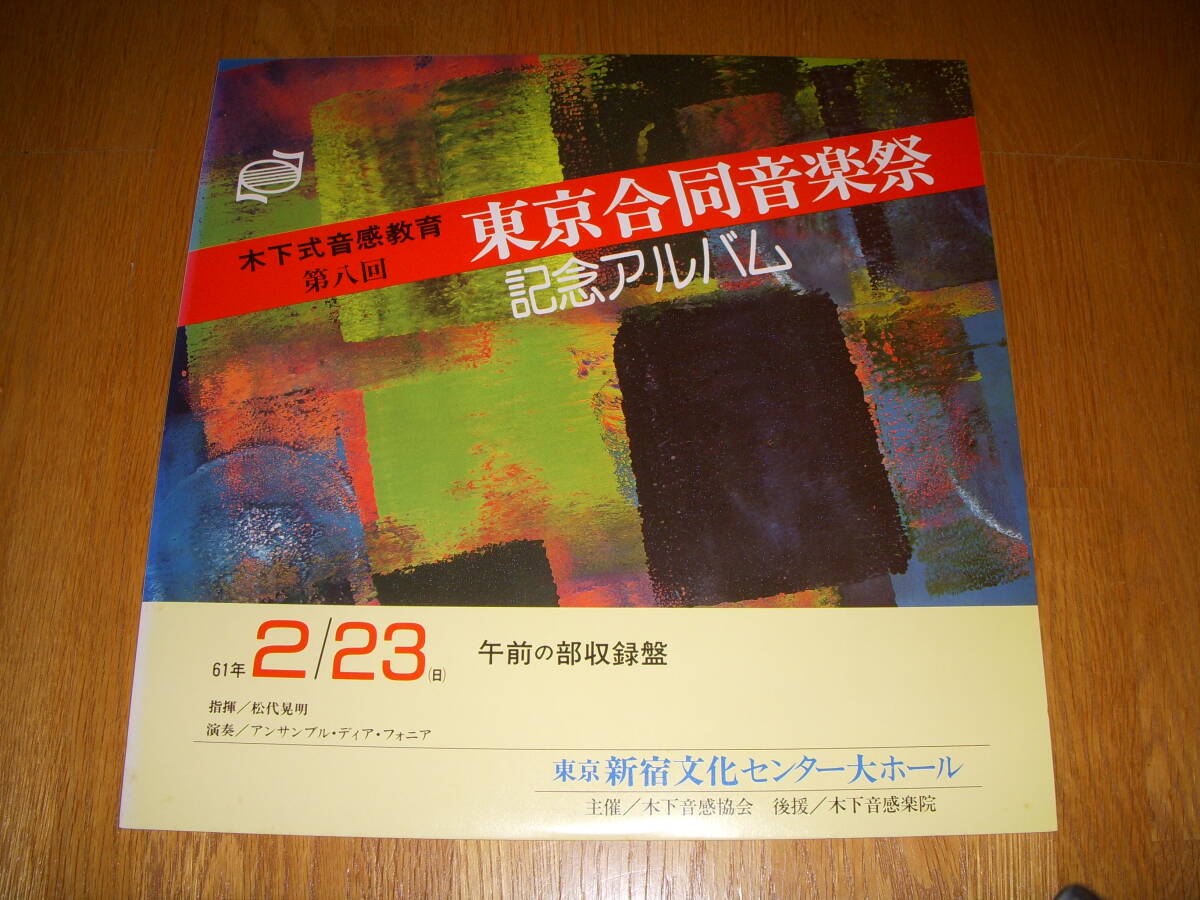 木下式音感教育
第八回
東京合同音楽祭
記念アルバム
61年 2/23(日) 午前の部収録盤
指揮/松代晃明
演奏/アンサンブル・ディア・フォニア
東京 新宿文化センター大ホール
主催/木下音感協会 後援/木下音感楽院